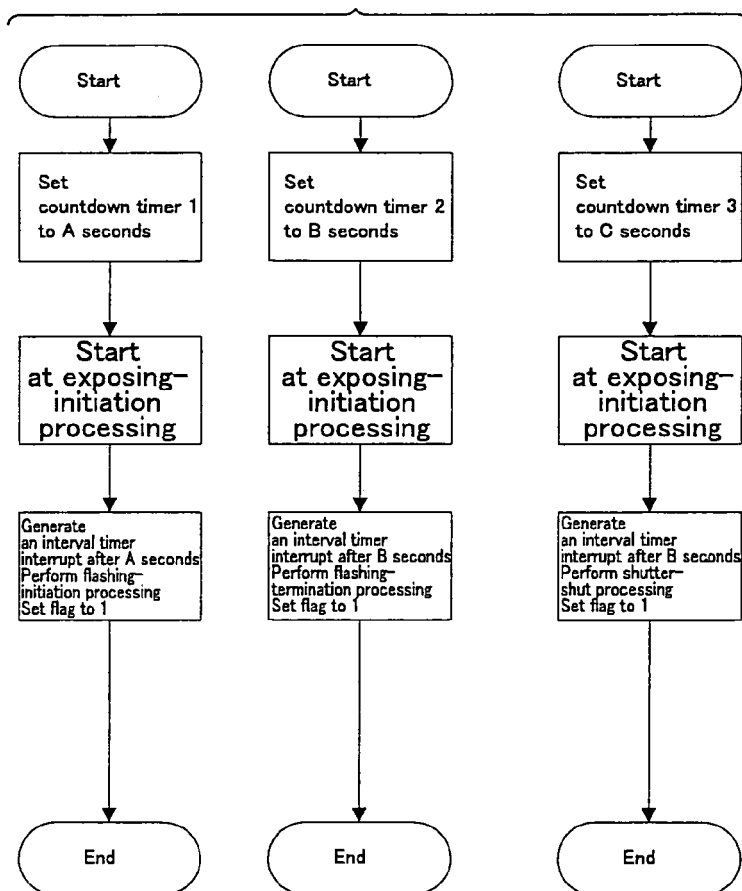 Start
Set
countdown timer 1
to A seconds
Start
at exposing-
initiation
processing
Generate
an interval timer
interrupt after A seconds
Perform flashing-
initiation processing
Set flag to 1
End
Start
Set
countdown timer 2
to B seconds
Start
at exposing-
initiation
processing
Generate
an interval timer
interrupt after B seconds
Perform flashing-
termination processing
Set flag to 1
End
Start
Set
countdown timer 3
to C seconds
Start
at exposing-
initiation
processing
Generate
an interval timer
interrupt after B seconds
Perform shutter-
shut processing
Set flag to 1
End